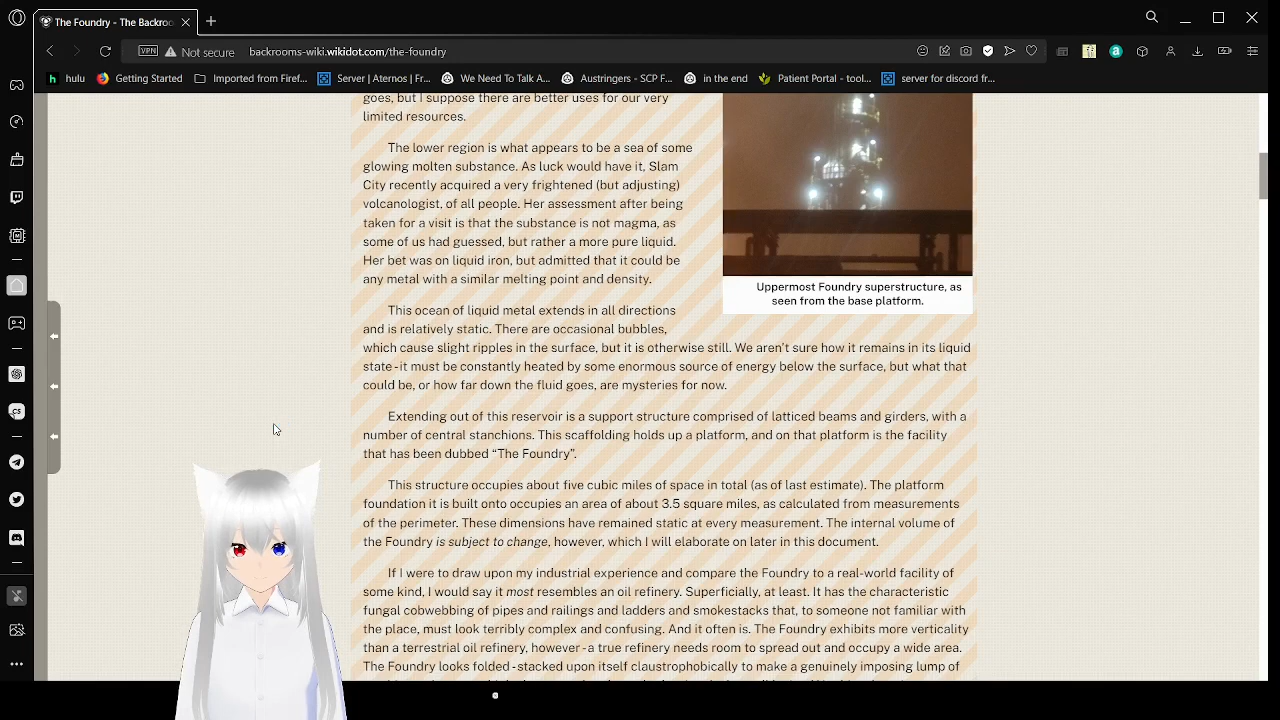 The Foundry - The Backroo
VPN
Not secure
backrooms-wiki.wikidot.com/the-foundry
hulu
Getting Started
Imported from Firef...
Server | Aternos | Fr...
We Need To Talk A...
Austringers - SCP F...
in the end
Patient Portal - tool...
server for discord fr...
goes, but I suppose there are better uses for our very
limited resources.
The lower region is what appears to be a sea of some
glowing molten substance. As luck would have it, Slam
City recently acquired a very frightened (but adjusting)
volcanologist, of all people. Her assessment after being
taken for a visit is that the substance is not magma, as
some of us had guessed, but rather a more pure liquid.
Her bet was on liquid iron, but admitted that it could be
any metal with a similar melting point and density.
Uppermost Foundry superstructure, as
seen from the base platform.
This ocean of liquid metal extends in all directions
and is relatively static. There are occasional bubbles,
which cause slight ripples in the surface, but it is otherwise still. We aren't sure how it remains in its liquid
state - it must be constantly heated by some enormous source of energy below the surface, but what that
could be, or how far down the fluid goes, are mysteries for now.
Extending out of this reservoir is a support structure comprised of latticed beams and girders, with a
number of central stanchions. This scaffolding holds up a platform, and on that platform is the facility
that has been dubbed “The Foundry”.
This structure occupies about five cubic miles of space in total (as of last estimate). The platform
foundation it is built onto occupies an area of about 3.5 square miles, as calculated from measurements
of the perimeter. These dimensions have remained static at every measurement. The internal volume of
the Foundry is subject to change, however, which I will elaborate on later in this document.
If I were to draw upon my industrial experience and compare the Foundry to a real-world facility of
some kind, I would say it most resembles an oil refinery. Superficially, at least. It has the characteristic
fungal cobwebbing of pipes and railings and ladders and smokestacks that, to someone not familiar with
the place, must look terribly complex and confusing. And it often is. The Foundry exhibits more verticality
than a terrestrial oil refinery, however - a true refinery needs room to spread out and occupy a wide area.
The Foundry looks folded - stacked upon itself claustrophobically to make a genuinely imposing lump of